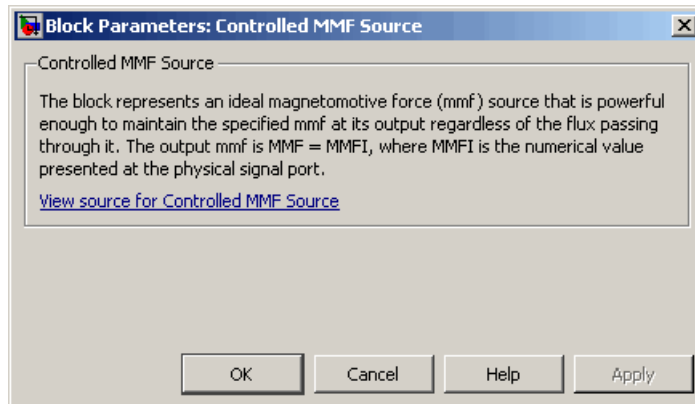 Block Parameters: Controlled MMF Source
Controlled MMF Source
The block represents an ideal magnetomotive force (mmf) source that is powerful
enough to maintain the specified mmf at its output regardless of the flux passing
through it. The output mmf is MMF = MMFI, where MMFI is the numerical value
presented at the physical signal port.
View source for Controlled MMF Source
OK Cancel Help Apply